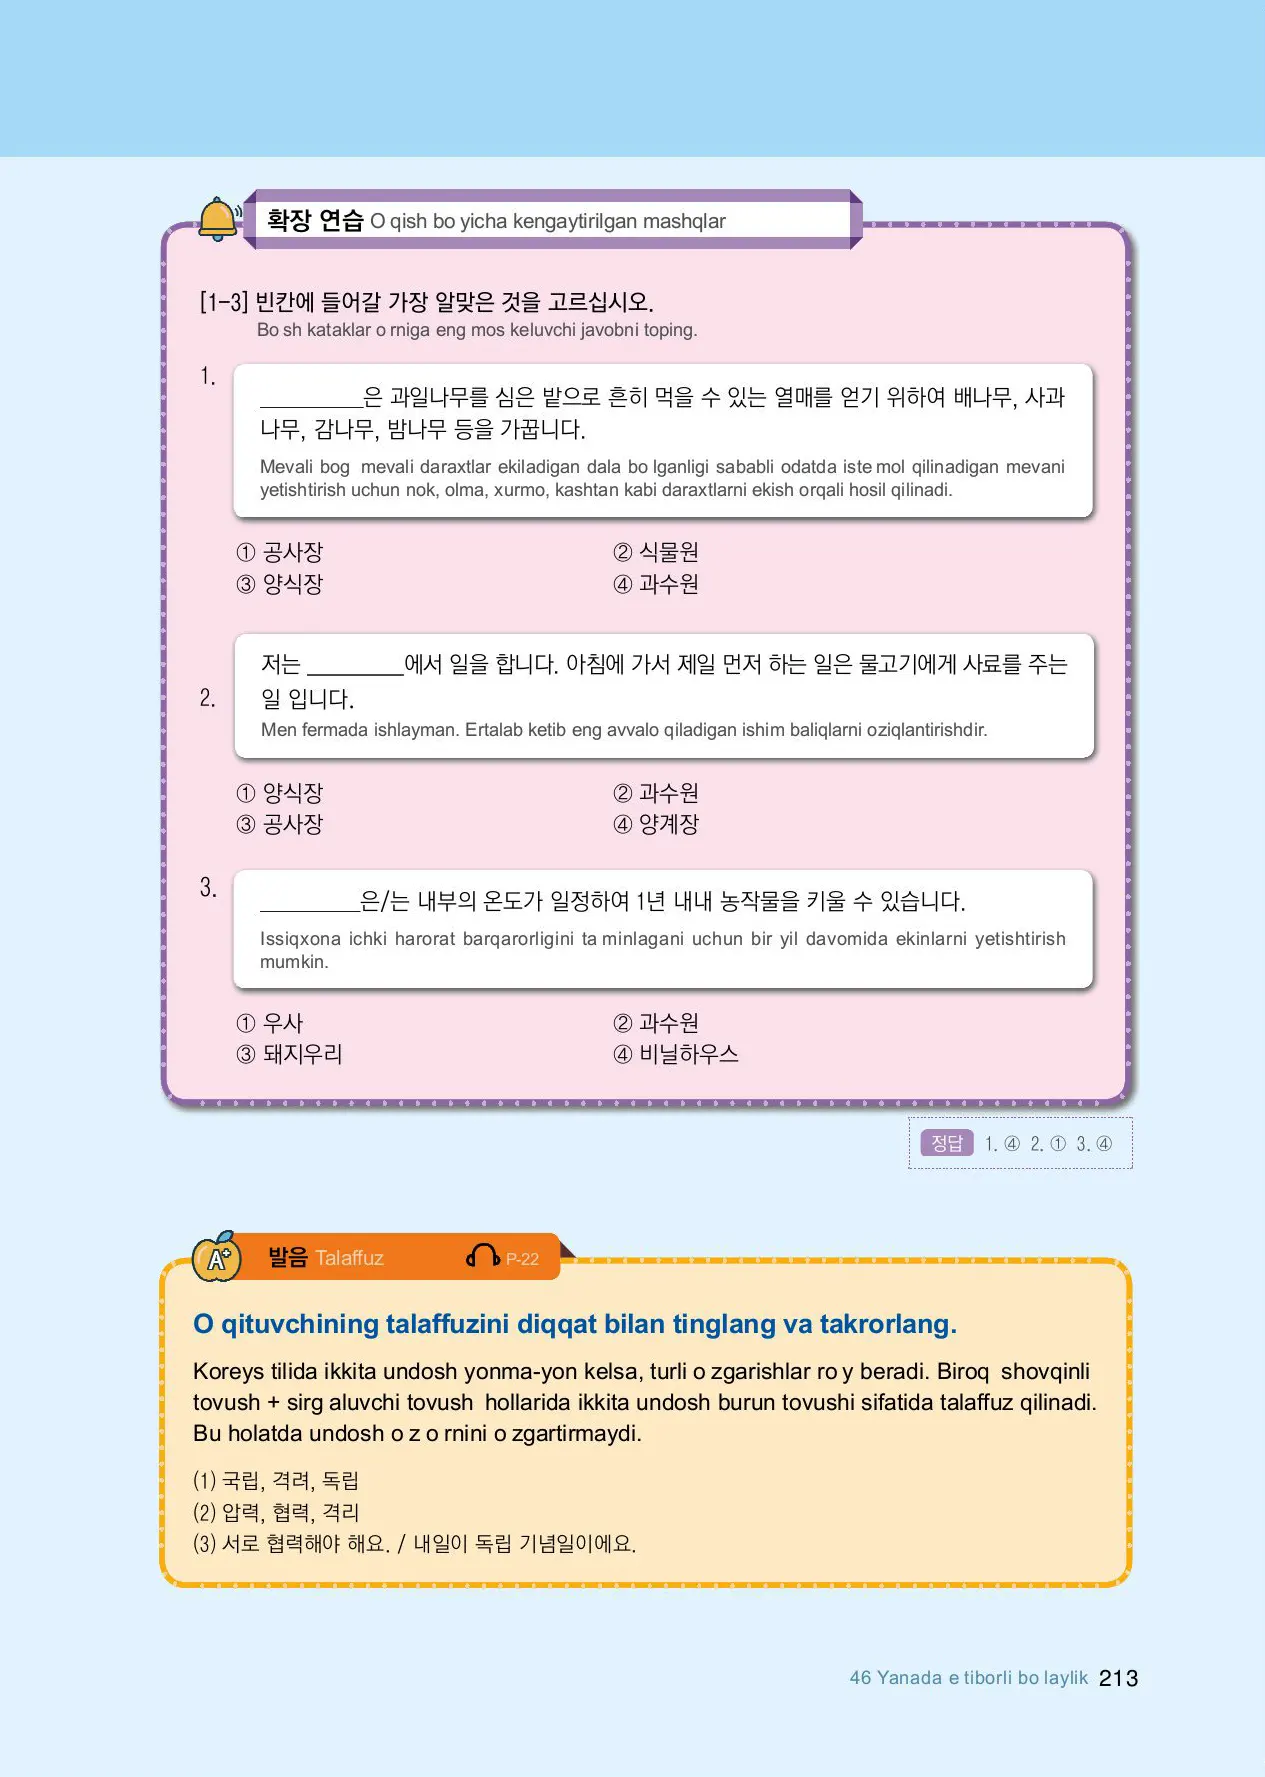 확장 연습 O qish bo yicha kengaytirilgan mashqlar
[1-3] 빈칸에 들어갈 가장 알맞은 것을 고르십시오.
Bo sh kataklar o rniga eng mos keluvchi javobni toping.
1.
_________은 과일나무를 심은 밭으로 흔히 먹을 수 있는 열매를 얻기 위하여 배나무, 사과
나무, 감나무, 밤나무 등을 가꿉니다.
Mevali bog mevali daraxtlar ekiladigan dala bo lganligi sababli odatda iste mol qilinadigan mevani
yetishtirish uchun nok, olma, xurmo, kashtan kabi daraxtlarni ekish orqali hosil qilinadi.
① 공사장 ② 식물원
③ 양식장 ④ 과수원
2.
저는 _________에서 일을 합니다. 아침에 가서 제일 먼저 하는 일은 물고기에게 사료를 주는
일 입니다.
Men fermada ishlayman. Ertalab ketib eng avvalo qiladigan ishim baliqlarni oziqlantirishdir.
① 양식장 ② 과수원
③ 공사장 ④ 양계장
3.
_________은/는 내부의 온도가 일정하여 1년 내내 농작물을 키울 수 있습니다.
Issiqxona ichki harorat barqarorligini ta minlagani uchun bir yil davomida ekinlarni yetishtirish
mumkin.
① 우사 ② 과수원
③ 돼지우리 ④ 비닐하우스
정답 1. ④ 2. ① 3. ④
A+ 발음 Talaffuz P-22
O qituvchining talaffuzini diqqat bilan tinglang va takrorlang.
Koreys tilida ikkita undosh yonma-yon kelsa, turli o zgarishlar ro y beradi. Biroq shovqinli
tovush + sirg aluvchi tovush hollarida ikkita undosh burun tovushi sifatida talaffuz qilinadi.
Bu holatda undosh o z o rnini o zgartirmaydi.
(1) 국립, 격려, 독립
(2) 압력, 협력, 격리
(3) 서로 협력해야 해요. / 내일이 독립 기념일이에요.
46 Yanada e tiborli bo laylik 213